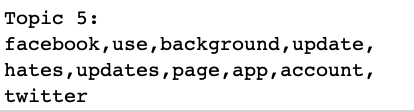 Topic 5:
facebook,use,background,update,
hates,updates,page,app,account,
twitter